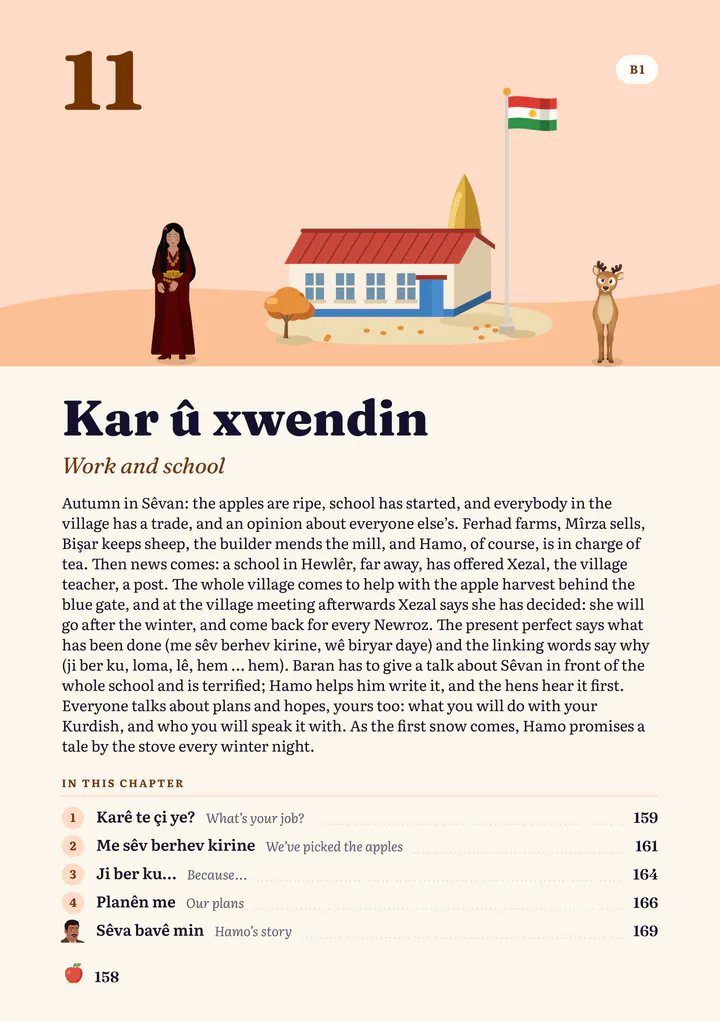 11
B1
Kar û xwendin
Work and school
Autumn in Sêvan: the apples are ripe, school has started, and everybody in the
village has a trade, and an opinion about everyone else’s. Ferhad farms, Mîrza sells,
Bişar keeps sheep, the builder mends the mill, and Hamo, of course, is in charge of
tea. Then news comes: a school in Hewlêr, far away, has offered Xezal, the village
teacher, a post. The whole village comes to help with the apple harvest behind the
blue gate, and at the village meeting afterwards Xezal says she has decided: she will
go after the winter, and come back for every Newroz. The present perfect says what
has been done (me sêv berhev kirine, wê biryar daye) and the linking words say why
(ji ber ku, loma, lê, hem … hem). Baran has to give a talk about Sêvan in front of the
whole school and is terrified; Hamo helps him write it, and the hens hear it first.
Everyone talks about plans and hopes, yours too: what you will do with your
Kurdish, and who you will speak it with. As the first snow comes, Hamo promises a
tale by the stove every winter night.
IN THIS CHAPTER
1 Karê te çi ye? What’s your job? 159
2 Me sêv berhev kirine We’ve picked the apples 161
3 Ji ber ku… Because… 164
4 Planên me Our plans 166
Sêva bavê min Hamo’s story 169
158